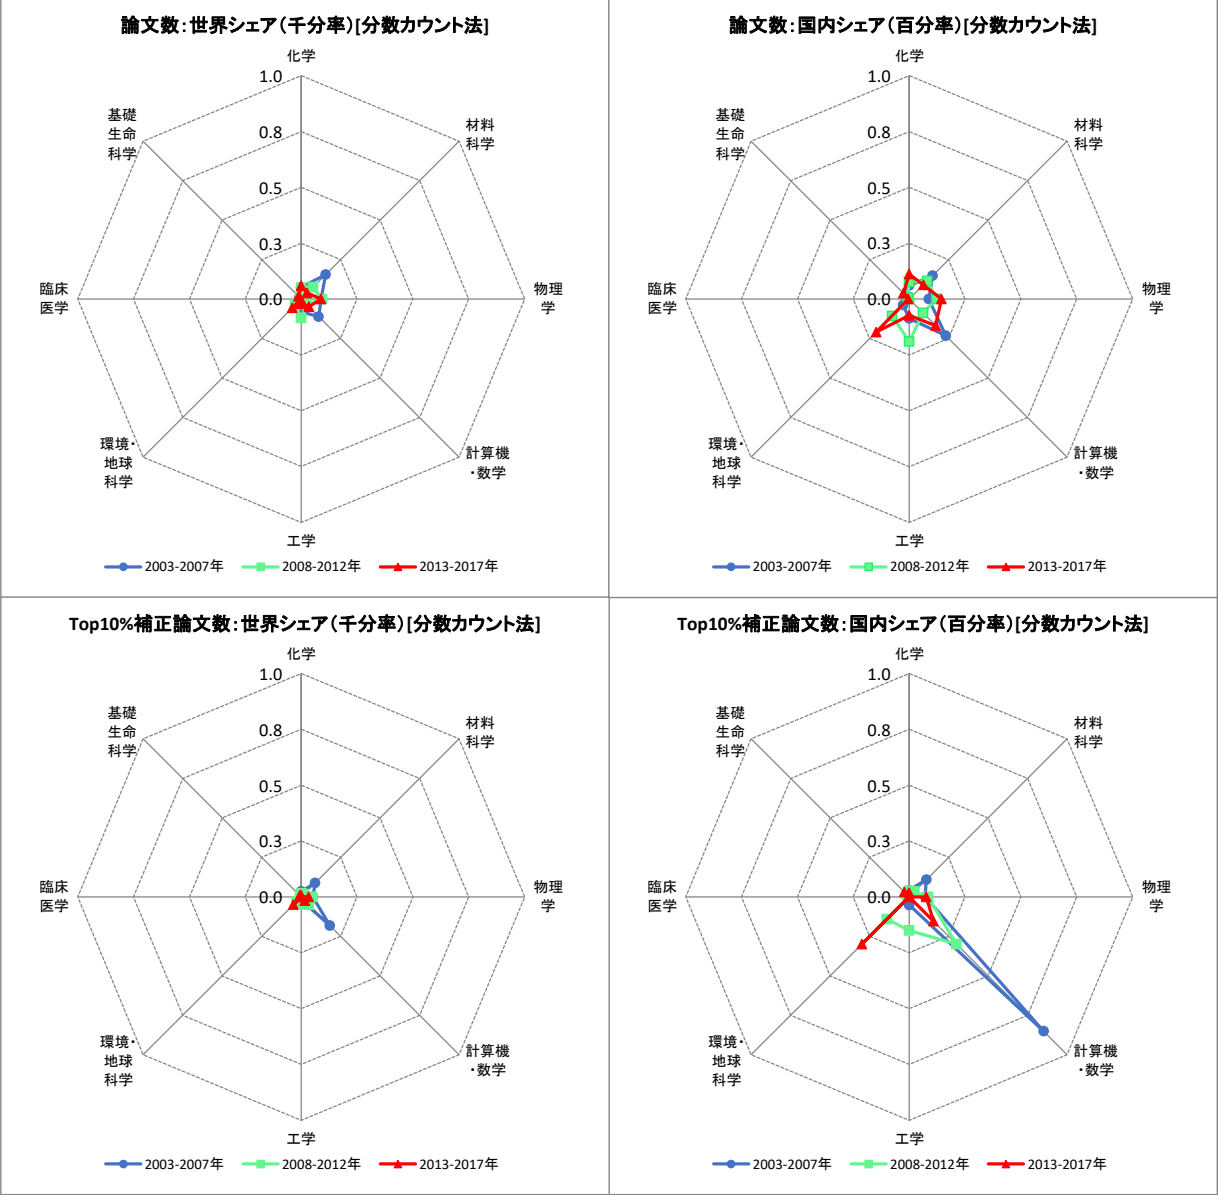 論文数:世界シェア(千分率)[分数カウント法]
化学
1.0
0.8
0.5
0.3
0.0
基礎
生命
科学
材料
科学
臨床
医学
物理
学
環境・
地球
科学
計算機
・数学
工学
2003-2007年
2008-2012年
2013-2017年
論文数:国内シェア(百分率)[分数カウント法]
化学
1.0
0.8
0.5
0.3
0.0
基礎
生命
科学
材料
科学
臨床
医学
物理
学
環境・
地球
科学
計算機
・数学
工学
2003-2007年
2008-2012年
2013-2017年
Top10%補正論文数:世界シェア(千分率)[分数カウント法]
化学
1.0
0.8
0.5
0.3
0.0
基礎
生命
科学
材料
科学
臨床
医学
物理
学
環境・
地球
科学
計算機
・数学
工学
2003-2007年
2008-2012年
2013-2017年
Top10%補正論文数:国内シェア(百分率)[分数カウント法]
化学
1.0
0.8
0.5
0.3
0.0
基礎
生命
科学
材料
科学
臨床
医学
物理
学
環境・
地球
科学
計算機
・数学
工学
2003-2007年
2008-2012年
2013-2017年